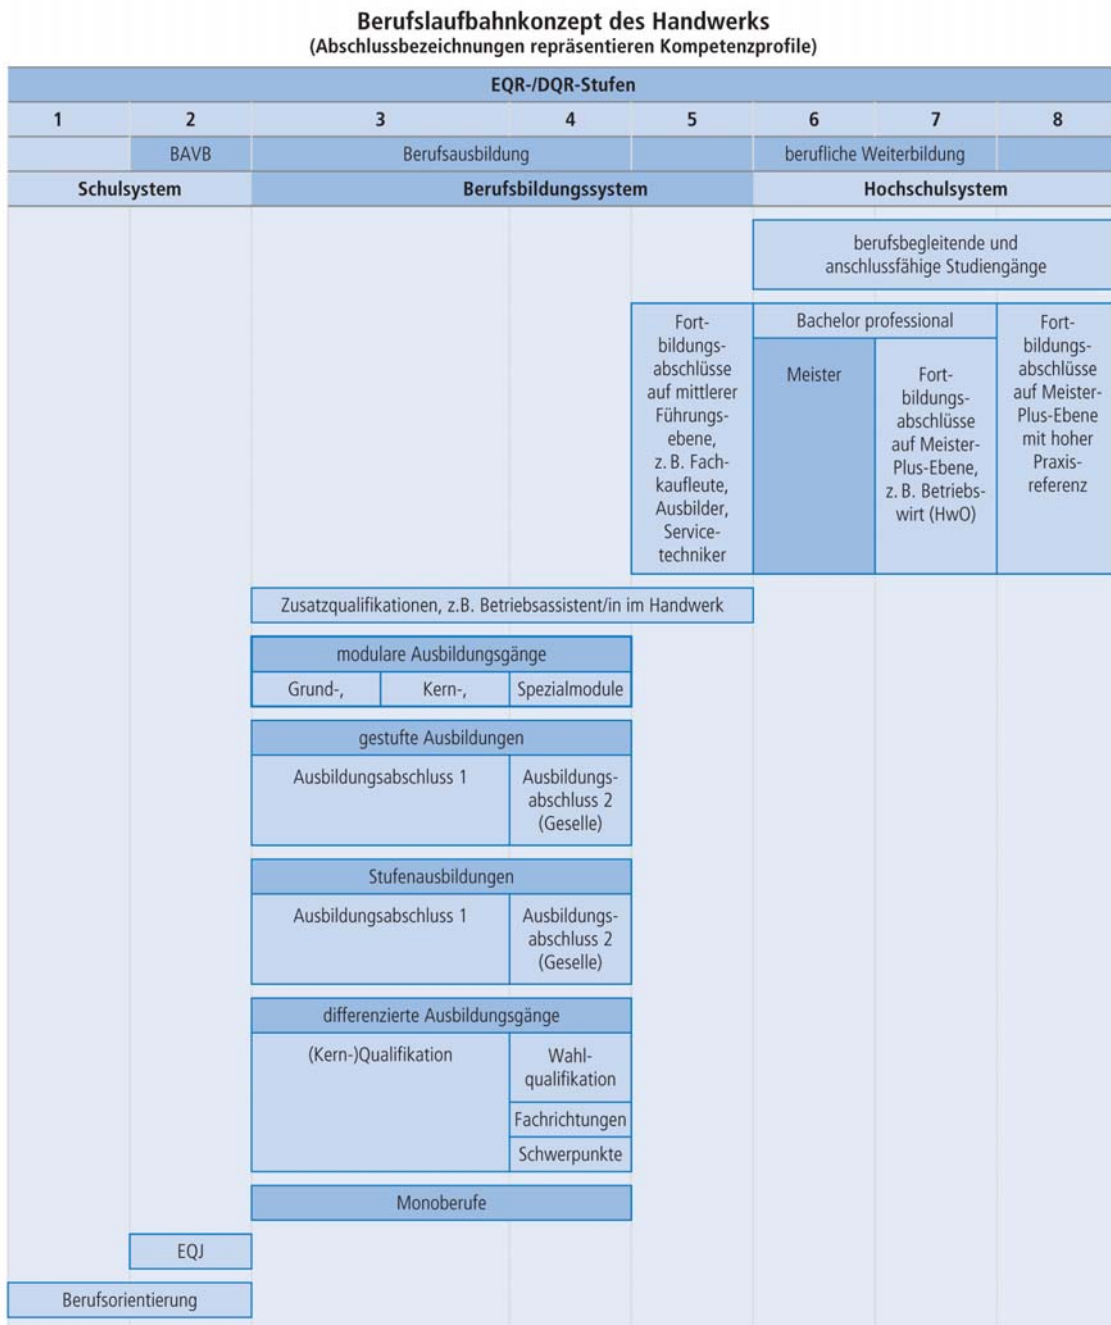 Berufslaufbahnkonzept des Handwerks
(Abschlussbezeichnungen repräsentieren Kompetenzprofile)
EQR-/DQR-Stufen
1 2 3 4 5 6 7 8
BAVB Berufsausbildung berufliche Weiterbildung
Schulsystem Berufsbildungssystem Hochschulsystem
berufsbegleitende und
anschlussfähige Studiengänge
Fort-
bildungs-
abschlüsse
auf mittlerer
Führungs-
ebene,
z. B. Fach-
kaufleute,
Ausbilder,
Service-
techniker
Bachelor professional
Meister
Fort-
bildungs-
abschlüsse
auf Meister-
Plus-Ebene,
z. B. Betriebs-
wirt (HwO)
Fort-
bildungs-
abschlüsse
auf Meister-
Plus-Ebene
mit hoher
Praxis-
referenz
Zusatzqualifikationen, z.B. Betriebsassistent/in im Handwerk
modulare Ausbildungsgänge
Grund-, Kern-, Spezialmodule
gestufte Ausbildungen
Ausbildungsabschluss 1
Ausbildungs-
abschluss 2
(Geselle)
Stufenausbildungen
Ausbildungsabschluss 1
Ausbildungs-
abschluss 2
(Geselle)
differenzierte Ausbildungsgänge
(Kern-)Qualifikation
Wahl-
qualifikation
Fachrichtungen
Schwerpunkte
Monoberufe
EQJ
Berufsorientierung